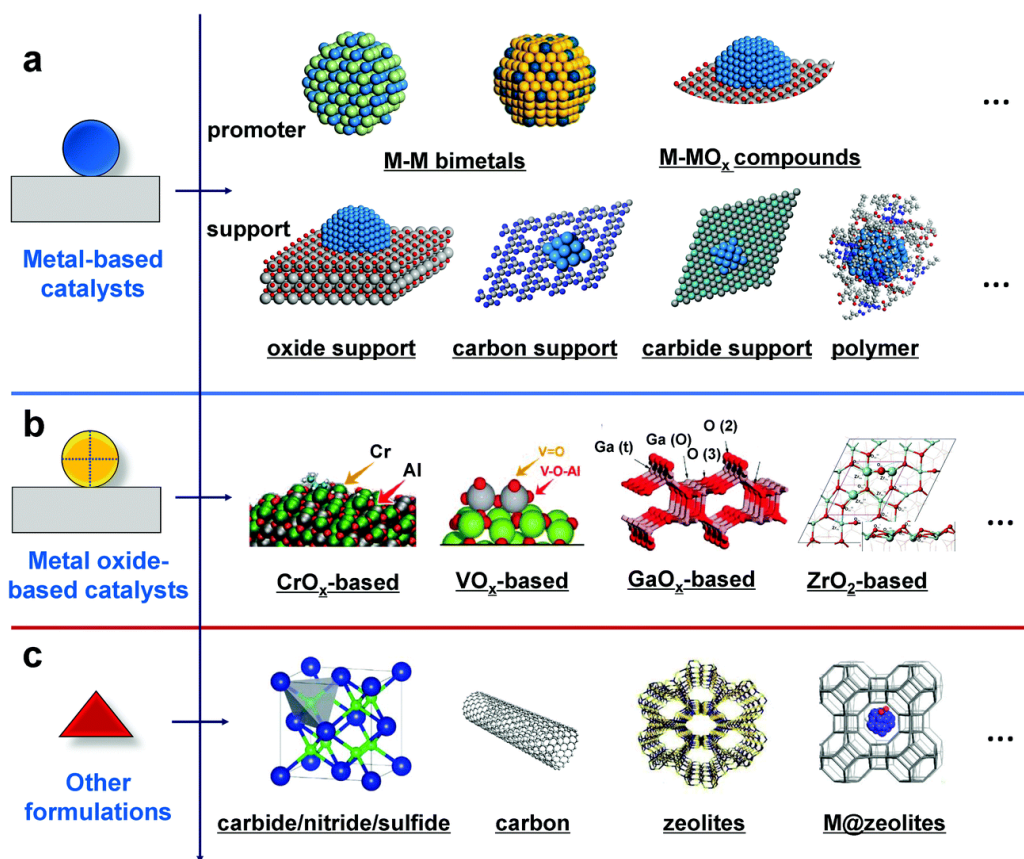 a
promoter
M-M bimetals
M-MOx compounds
...
Metal-based
catalysts
support
oxide support
carbon support
carbide support
polymer
...
b
Metal oxide-
based catalysts
Cr
Al
CrOx-based
V=O
V-O-Al
VOx-based
Ga (t)
Ga (O)
O (2)
O (3)
GaOx-based
ZrO2-based
...
c
Other
formulations
carbide/nitride/sulfide
carbon
zeolites
M@zeolites
...